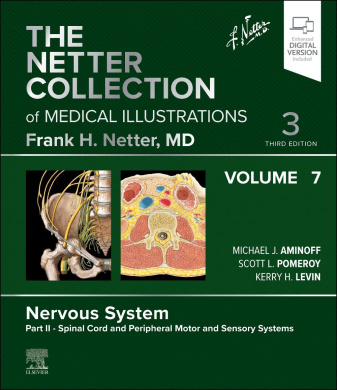 THE
NETTER
COLLECTION
of MEDICAL ILLUSTRATIONS
Frank H. Netter, MD
Enhanced
DIGITAL
VERSION
Included
3
THIRD EDITION
VOLUME 7
MICHAEL J. AMINOFF
SCOTT L. POMEROY
KERRY H. LEVIN
Nervous System
Part II - Spinal Cord and Peripheral Motor and Sensory Systems
ELSEVIER